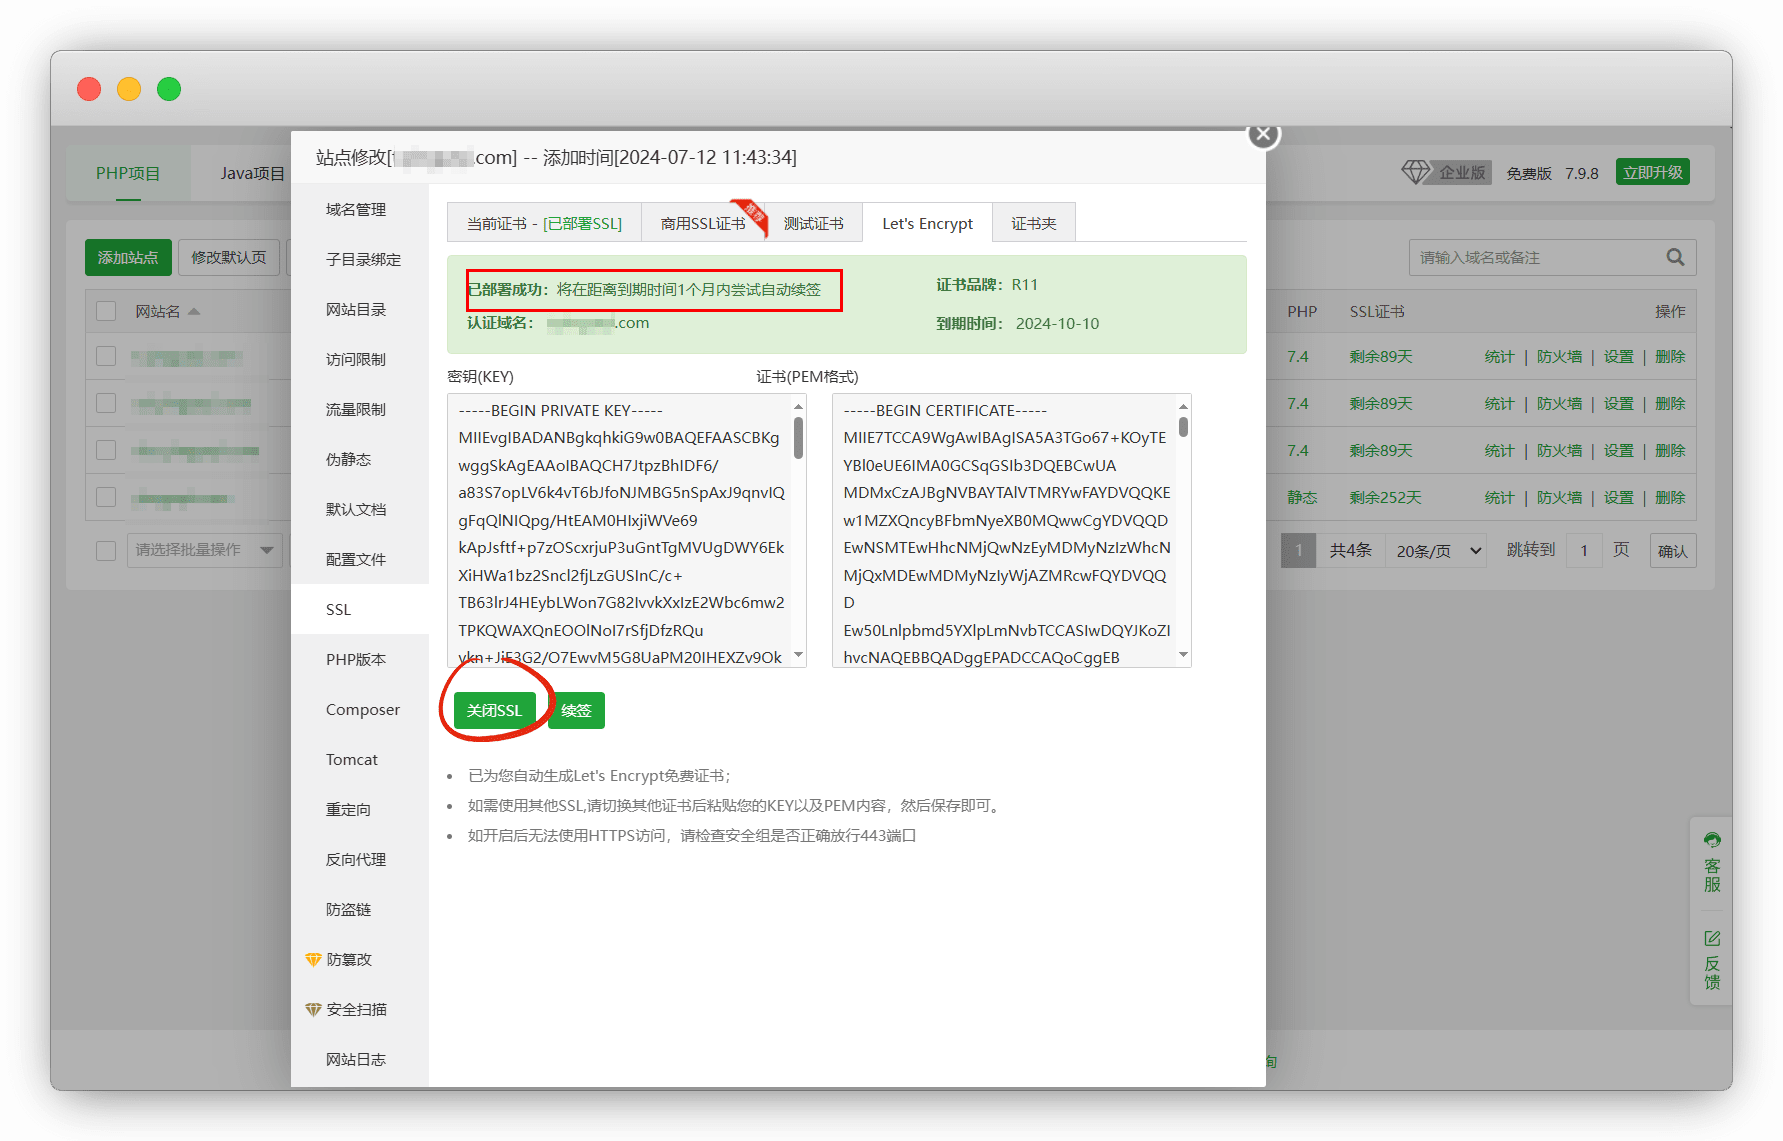 站点修改[ .com] -- 添加时间[2024-07-12 11:43:34]
PHP项目
Java项目
企业版
免费版 7.9.8
立即升级
添加站点
修改默认页
请输入域名或备注
网站名
PHP
SSL证书
操作
7.4
剩余89天
统计 | 防火墙 | 设置 | 删除
7.4
剩余89天
统计 | 防火墙 | 设置 | 删除
7.4
剩余89天
统计 | 防火墙 | 设置 | 删除
静态
剩余252天
统计 | 防火墙 | 设置 | 删除
请选择批量操作
1
共4条
20条/页
跳转到
1
页
确认
域名管理
子目录绑定
网站目录
访问限制
流量限制
伪静态
默认文档
配置文件
SSL
PHP版本
Composer
Tomcat
重定向
反向代理
防盗链
防篡改
安全扫描
网站日志
当前证书 - [已部署SSL]
商用SSL证书
推荐
测试证书
Let's Encrypt
证书夹
已部署成功：将在距离到期时间1个月内尝试自动续签
证书品牌：R11
认证域名： .com
到期时间： 2024-10-10
密钥(KEY)
证书(PEM格式)
-----BEGIN PRIVATE KEY-----
MIIEvgIBADANBgkqhkiG9w0BAQEFAASCBKg
wggSkAgEAAoIBAQCH7JtpzBhIDF6/
a83S7opLV6k4vT6bJfoNJMBG5nSpAxJ9qnvIQ
gFqQlNIQpg/HtEAM0HIxjiWVe69
kApJsftf+p7zOScxrjuP3uGntTgMVUgDWY6Ek
XiHWa1bz2Sncl2fjLzGUSInC/c+
TB63lrJ4HEybLWon7G82IvvkXxIzE2Wbc6mw2
TPKQWAXQnEOOlNoI7rSfjDfzRQu
vkn+JiF3G2/O7EwvM5G8UaPM20IHEXZv9Ok
-----BEGIN CERTIFICATE-----
MIIE7TCCA9WgAwIBAgISA5A3TGo67+KOyTE
YBl0eUE6IMA0GCSqGSIb3DQEBCwUA
MDMxCzAJBgNVBAYTAlVTMRYwFAYDVQQKE
w1MZXQncyBFbmNyeXB0MQwwCgYDVQQD
EwNSMTEwHhcNMjQwNzEyMDMyNzIzWhcN
MjQxMDEwMDMyNzIyWjAZMRcwFQYDVQQ
D
Ew50Lnlpbmd5YXlpLmNvbTCCASIwDQYJKoZI
hvcNAQEBBQADggEPADCCAQoCggEB
关闭SSL
续签
已为您自动生成Let's Encrypt免费证书；
如需使用其他SSL,请切换其他证书后粘贴您的KEY以及PEM内容，然后保存即可。
如开启后无法使用HTTPS访问，请检查安全组是否正确放行443端口
客服
反馈
询